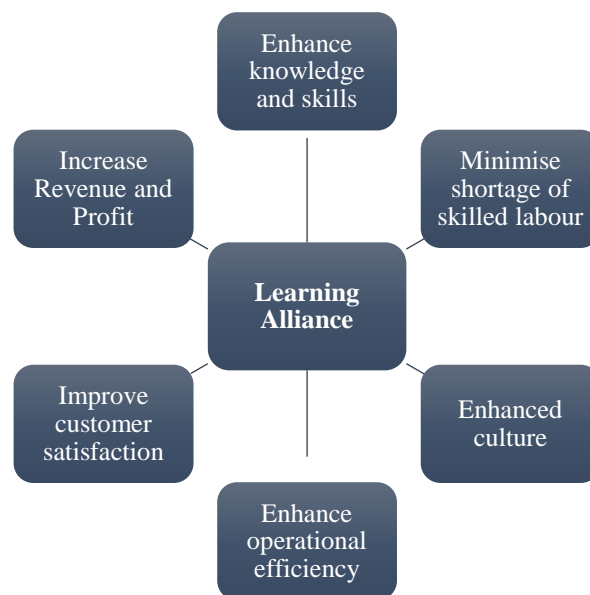 Enhance
knowledge
and skills
Increase
Revenue and
Profit
Minimise
shortage of
skilled labour
Learning
Alliance
Improve
customer
satisfaction
Enhanced
culture
Enhance
operational
efficiency